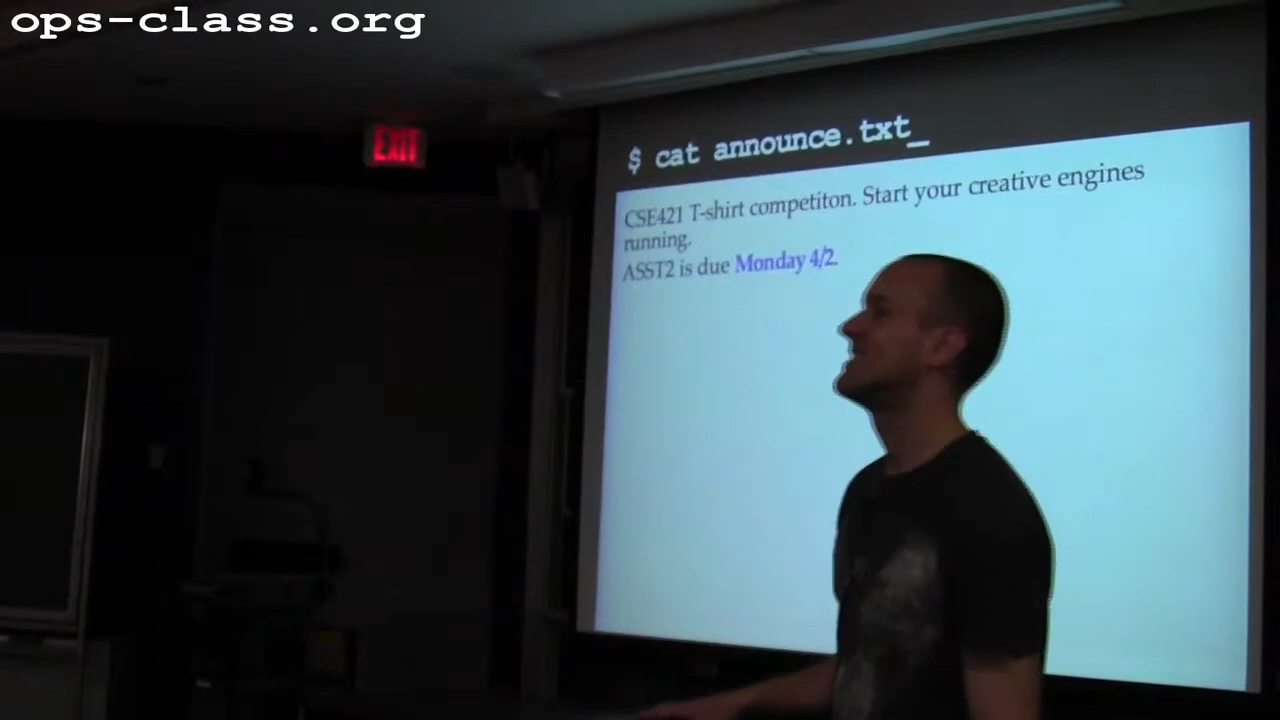 ops-class.org
EXIT
$ cat announce.txt_
CSE421 T-shirt competiton. Start your creative engines
running.
ASST2 is due Monday 4/2.